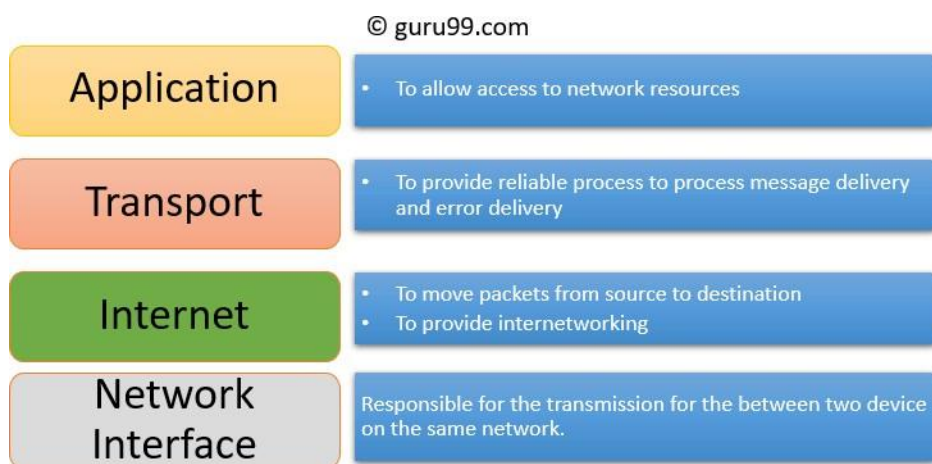 © guru99.com
Application
• To allow access to network resources
Transport
• To provide reliable process to process message delivery
and error delivery
Internet
• To move packets from source to destination
• To provide internetworking
Network
Interface
Responsible for the transmission for the between two device
on the same network.